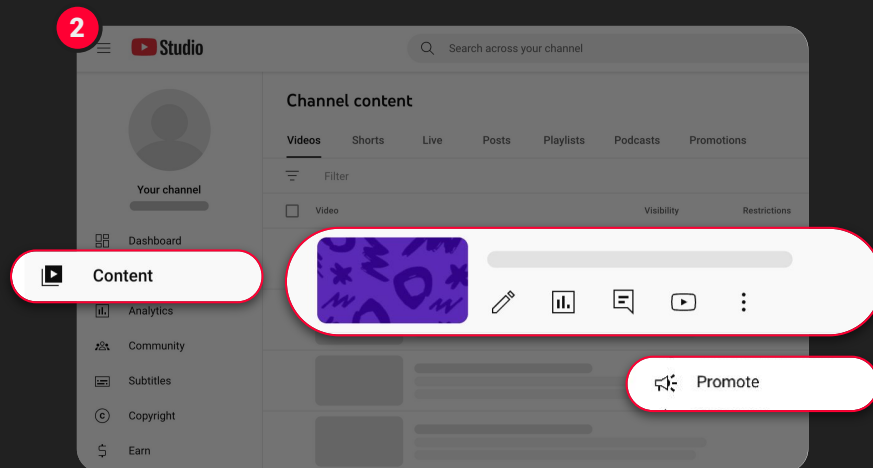 2
Studio
Search across your channel
Channel content
Videos Shorts Live Posts Playlists Podcasts Promotions
Your channel
Filter
Video Visibility Restrictions
Dashboard
Content
Analytics
Community
Promote
Subtitles
Copyright
Earn